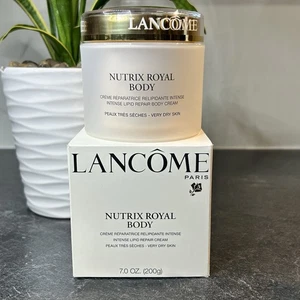 LANCÔME
NUTRIX ROYAL
BODY
CRÈME RÉPARATRICE RELIPIDANTE INTENSE
INTENSE LIPID REPAIR BODY CREAM
PEAUX TRÈS SÈCHES - VERY DRY SKIN
LANCÔME
PARIS
NUTRIX ROYAL
BODY
CRÈME RÉPARATRICE RELIPIDANTE INTENSE
INTENSE LIPID REPAIR CREAM
PEAUX TRÈS SÈCHES - VERY DRY SKIN
7.0 OZ. (200g)